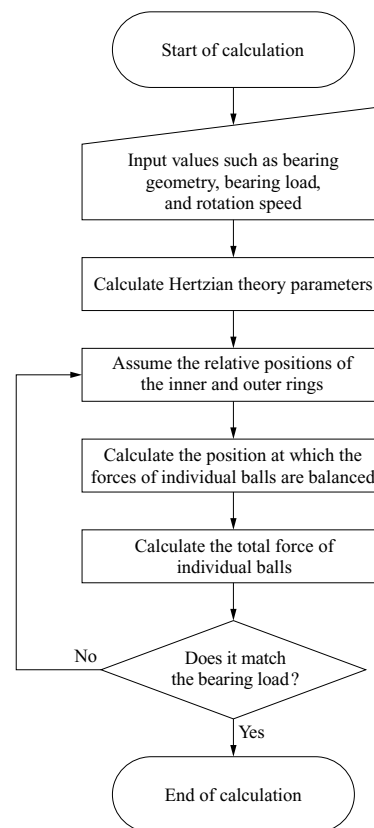 Start of calculation
Input values such as bearing
geometry, bearing load,
and rotation speed
Calculate Hertzian theory parameters
Assume the relative positions of
the inner and outer rings
Calculate the position at which the
forces of individual balls are balanced
Calculate the total force of
individual balls
Does it match
the bearing load?
No
Yes
End of calculation